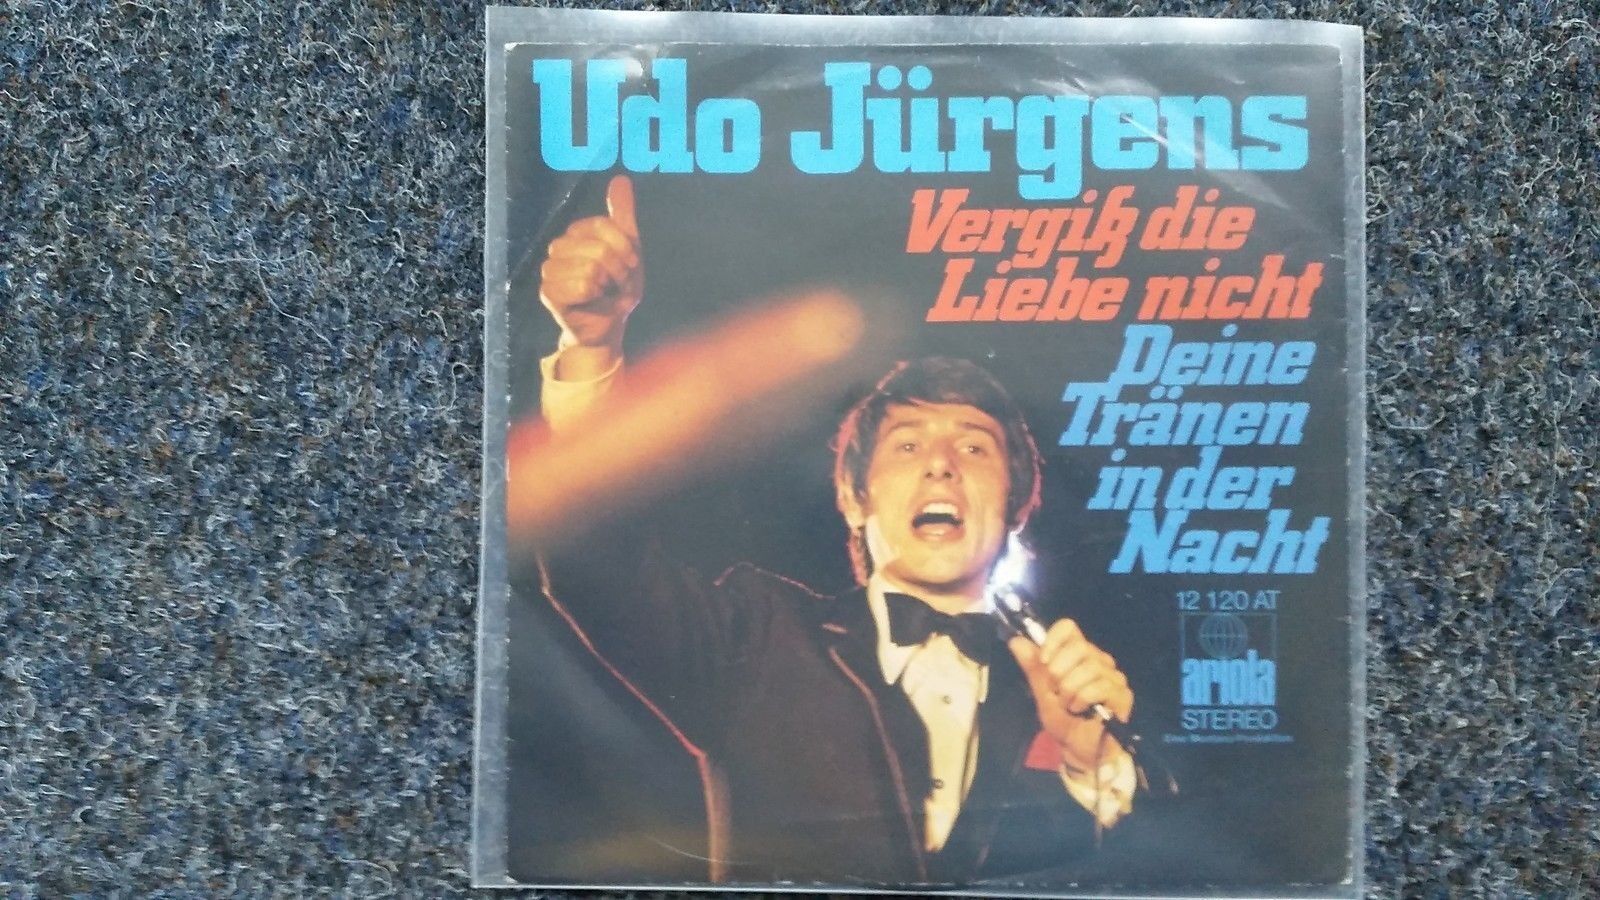 Udo Jürgens
Vergiß die
Liebe nicht
Deine
Tränen
in der
Nacht
12 120 AT
ariola
STEREO